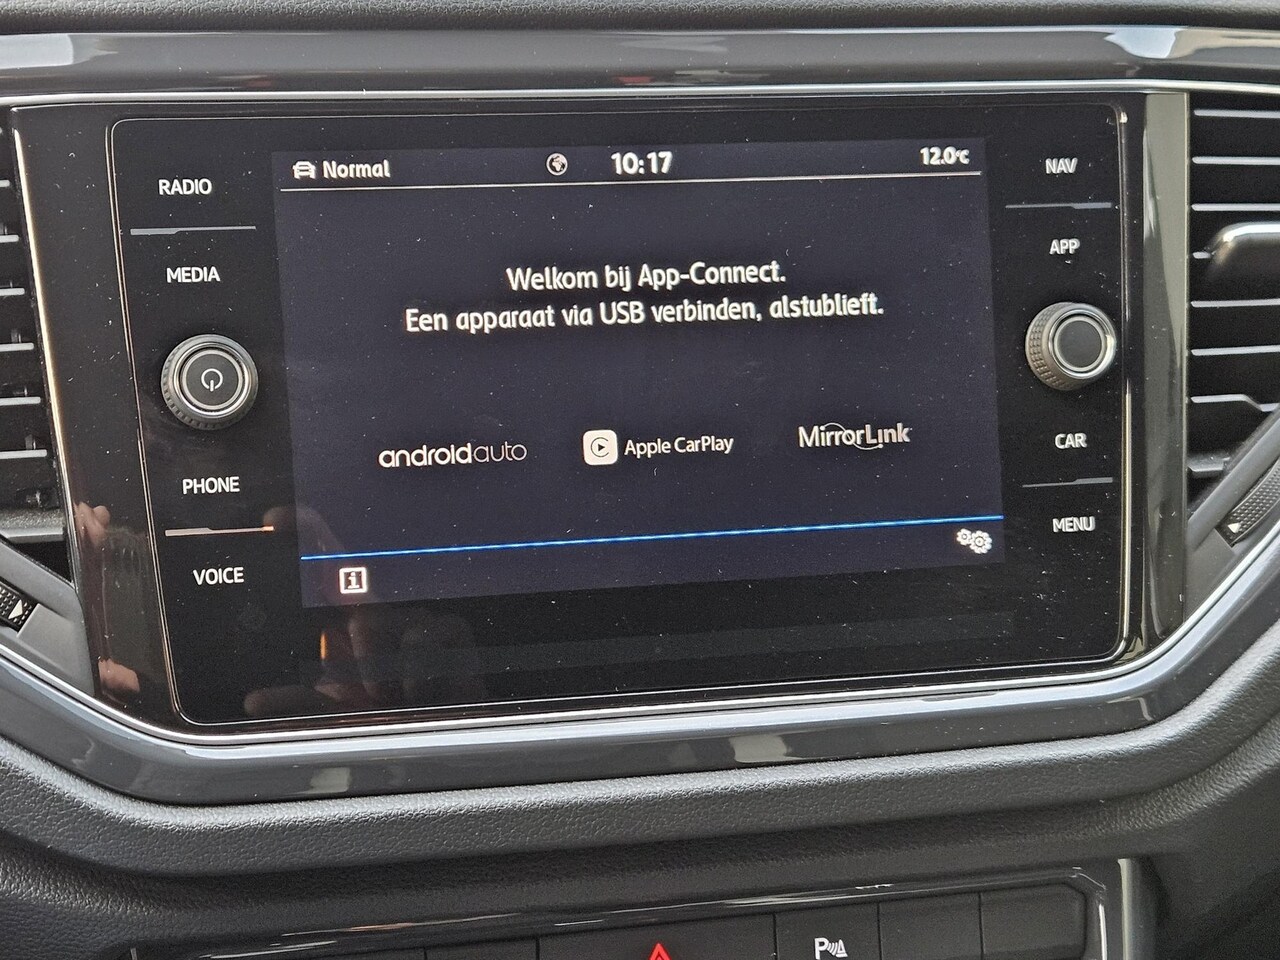 Normal 10:17 12.0°C
RADIO
MEDIA
PHONE
VOICE
Welkom bij App-Connect.
Een apparaat via USB verbinden, alstublieft.
androidauto Apple CarPlay MirrorLink
i
NAV
APP
CAR
MENU
P